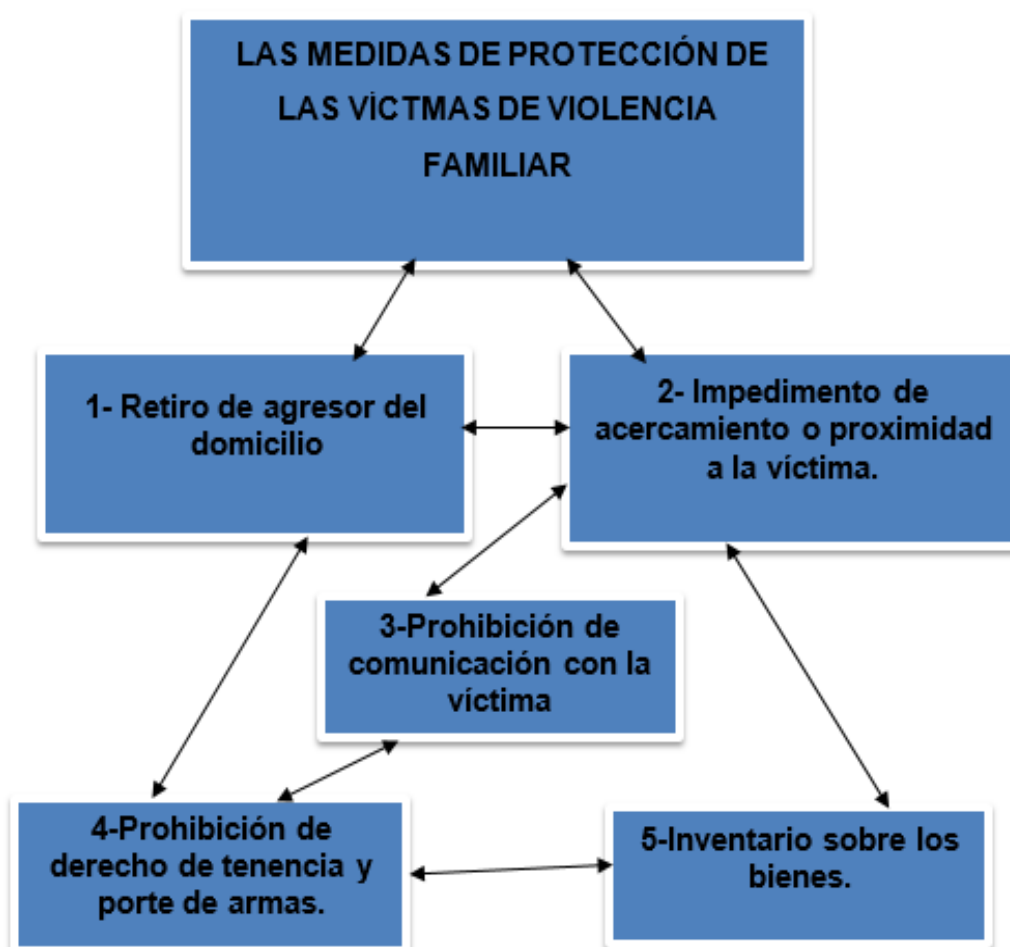 LAS MEDIDAS DE PROTECCIÓN DE
LAS VÍCTMAS DE VIOLENCIA
FAMILIAR
1- Retiro de agresor del
domicilio
2- Impedimento de
acercamiento o proximidad
a la víctima.
3-Prohibición de
comunicación con la
víctima
4-Prohibición de
derecho de tenencia y
porte de armas.
5-Inventario sobre los
bienes.